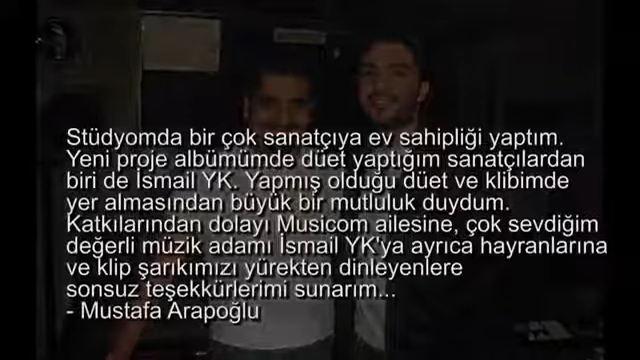 Stüdyomda bir çok sanatçıya ev sahipliği yaptım.
Yeni proje albümümde düet yaptığım sanatçılardan
biri de İsmail YK. Yapmış olduğu düet ve klibimde
yer almasından büyük bir mutluluk duydum.
Katkılarından dolayı Musicom ailesine, çok sevdiğim
değerli müzik adamı İsmail YK'ya ayrıca hayranlarına
ve klip şarıkımızı yürekten dinleyenlere
sonsuz teşekkürlerimi sunarım...
- Mustafa Arapoğlu